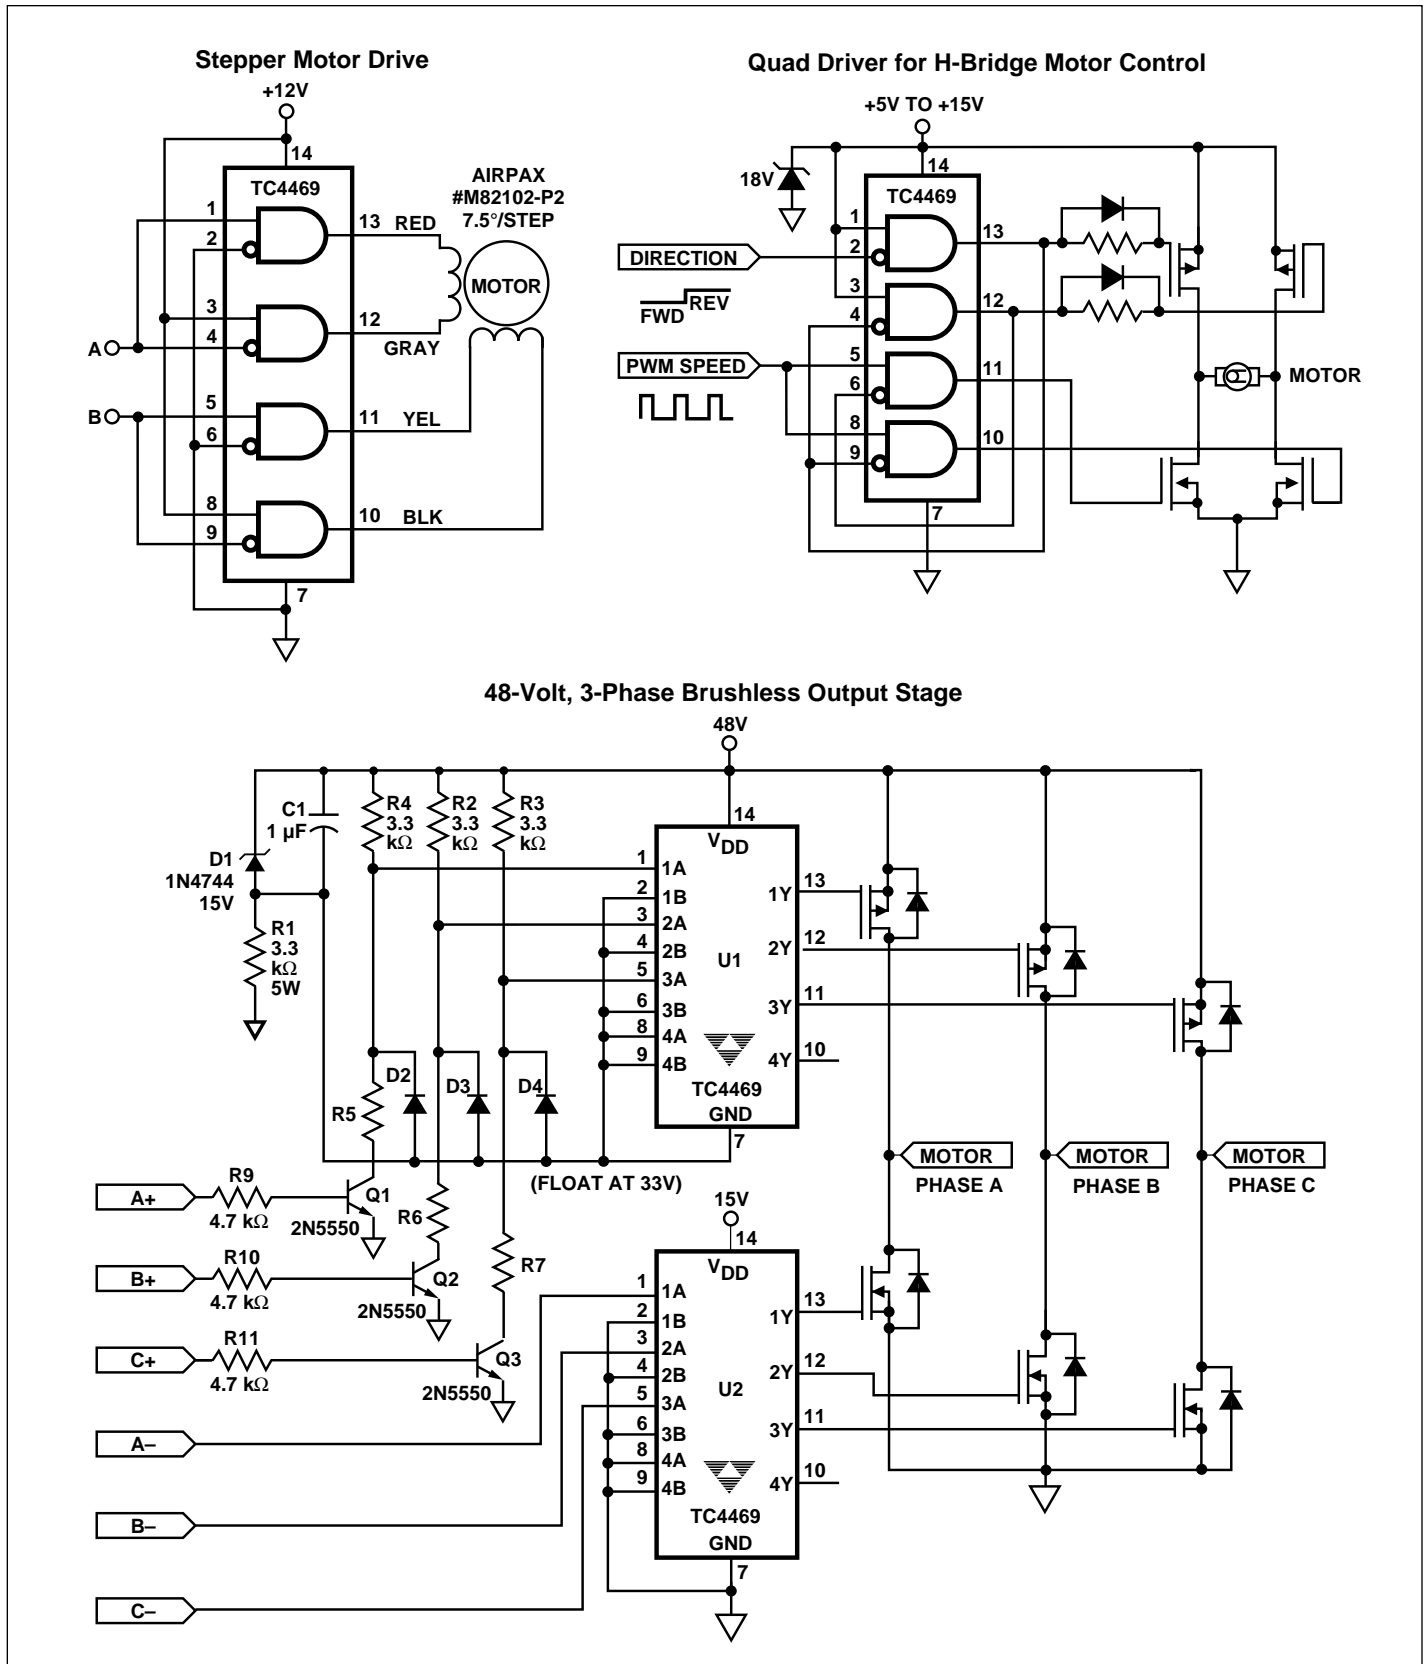 Stepper Motor Drive
+12V
14
TC4469
AIRPAX
#M82102-P2
7.5°/STEP
1
2
13
RED
MOTOR
3
4
12
GRAY
A
5
6
11
YEL
B
8
9
10
BLK
7
Quad Driver for H-Bridge Motor Control
+5V TO +15V
14
18V
TC4469
1
2
13
DIRECTION
FWD
REV
3
4
12
PWM SPEED
5
6
11
MOTOR
8
9
10
7
48-Volt, 3-Phase Brushless Output Stage
48V
C1
1 µF
R4
3.3
kΩ
R2
3.3
kΩ
R3
3.3
kΩ
14
VDD
D1
1N4744
15V
R1
3.3
kΩ
5W
1
1A
2
1B
3
2A
4
2B
5
3A
6
3B
8
4A
9
4B
U1
1Y
13
2Y
12
3Y
11
4Y
10
TC4469
GND
7
D2
D3
D4
R5
(FLOAT AT 33V)
MOTOR
PHASE A
MOTOR
PHASE B
MOTOR
PHASE C
A+
R9
4.7 kΩ
Q1
2N5550
R6
B+
R10
4.7 kΩ
Q2
2N5550
R7
C+
R11
4.7 kΩ
Q3
2N5550
A–
B–
C–
15V
14
VDD
1
1A
2
1B
3
2A
4
2B
5
3A
6
3B
8
4A
9
4B
U2
1Y
13
2Y
12
3Y
11
4Y
10
TC4469
GND
7